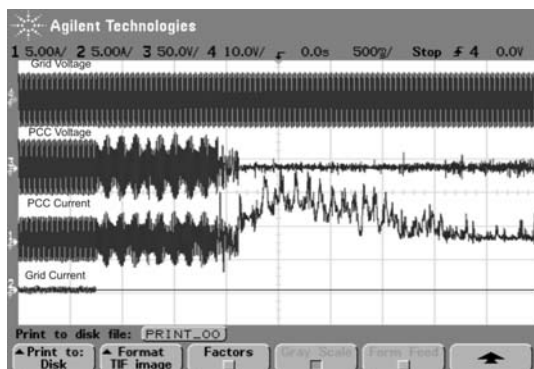 Agilent Technologies
1 5.00A/ 2 5.00A/ 3 50.0V/ 4 10.0V/ 0.0s 500m/ Stop 4 0.0V
Grid Voltage
PCC Voltage
PCC Current
Grid Current
Print to disk file: PRINT_00
Print to: Disk
Format TIF image
Factors
Gray Scale
Form Feed